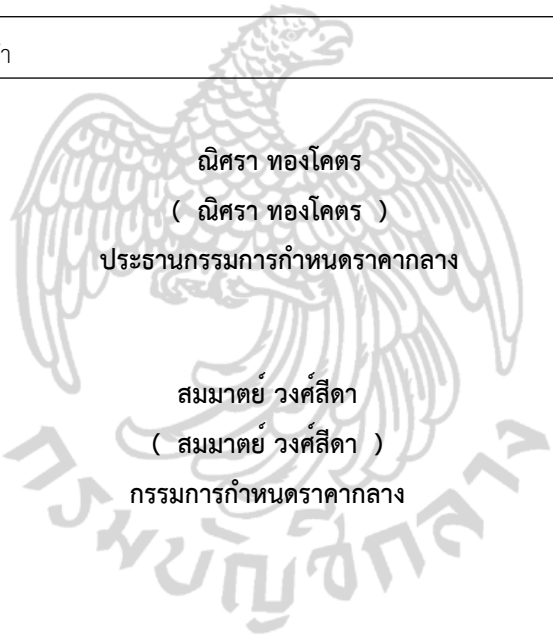 ณิศรา ทองโคตร
( ณิศรา ทองโคตร )
ประธานกรรมการกำหนดราคากลาง
สมมาตย์ วงศ์สีดา
( สมมาตย์ วงศ์สีดา )
กรรมการกำหนดราคากลาง
กรมบัญชีกลาง